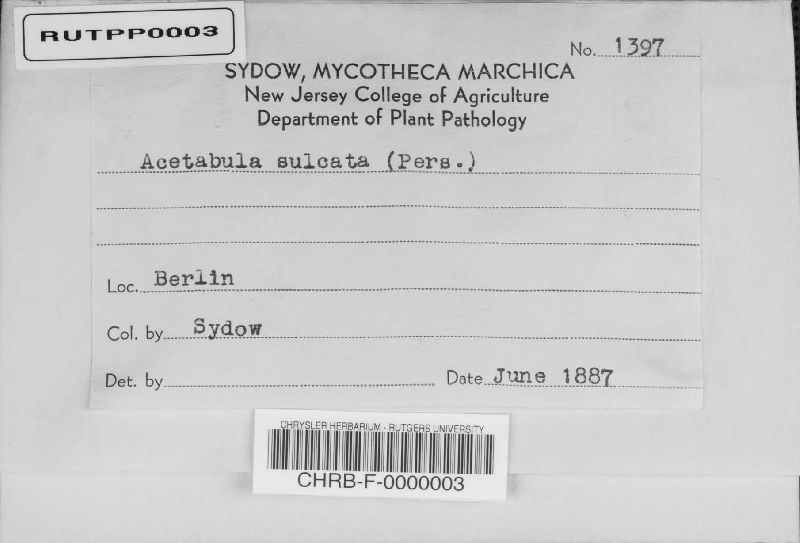 RUTPP0003
No. 1397
SYDOW, MYCOTHECA MARCHICA
New Jersey College of Agriculture
Department of Plant Pathology
Acetabula sulcata (Pers.)
Loc. Berlin
Col. by Sydow
Det. by Date June 1887
CHRYSLER HERBARIUM - RUTGERS UNIVERSITY
CHRB-F-0000003